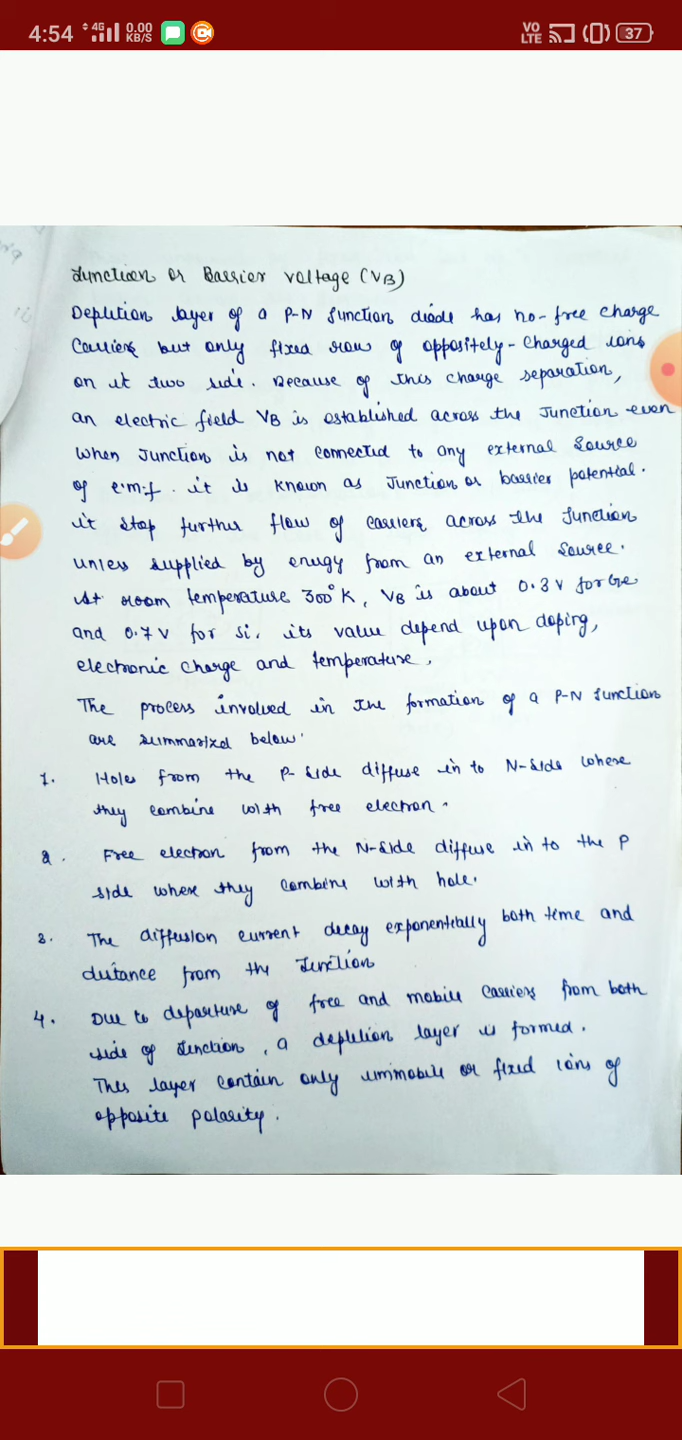 4:54 4G 0.00 KB/S VO LTE 37
Junction or Barrier voltage (VB)
Depletion layer of a P-N Junction diode has no-free charge
Carriers but only fixed row of oppositely-charged ions
on it two side. Because of this charge separation,
an electric field VB is established across the Junction even
when Junction is not connected to any external source
of e.m.f. it is known as Junction or barrier potential.
it stop further flow of carriers across the Junction
unless supplied by enugy from an external source.
At room temperature 300°K, VB is about 0.3 v for Ge
and 0.7 v for si. its value depend upon doping,
electronic charge and temperature.
The process involved in the formation of a P-N Junction
are summarized below'
1. Holes from the P-side diffuse in to N-side where
they combine with free electron.
2. Free electron from the N-side diffuse in to the P
side where they combine with hole.
3. The diffusion current decay exponentially both time and
distance from the Junction
4. Due to departure of free and mobile carriers from both
side of Junction, a depletion layer is formed.
This layer contain only immobile or fixed ions of
opposite polarity.